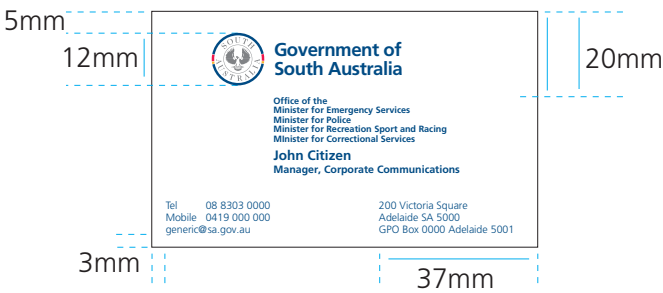 5mm
12mm
20mm
SOUTH
AUSTRALIA
Government of
South Australia
Office of the
Minister for Emergency Services
Minister for Police
Minister for Recreation Sport and Racing
MInister for Correctional Services
John Citizen
Manager, Corporate Communications
Tel 08 8303 0000
Mobile 0419 000 000
generic@sa.gov.au
200 Victoria Square
Adelaide SA 5000
GPO Box 0000 Adelaide 5001
3mm
37mm